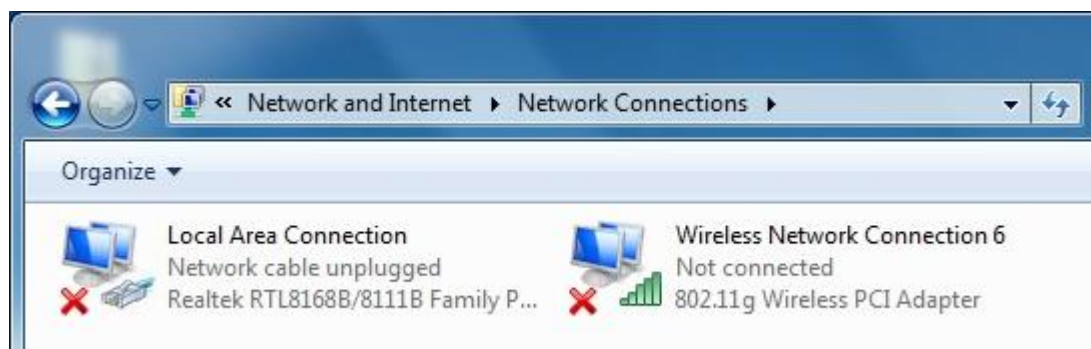 « Network and Internet ▸ Network Connections ▸
Organize ▾
Local Area Connection
Network cable unplugged
Realtek RTL8168B/8111B Family P...
Wireless Network Connection 6
Not connected
802.11g Wireless PCI Adapter